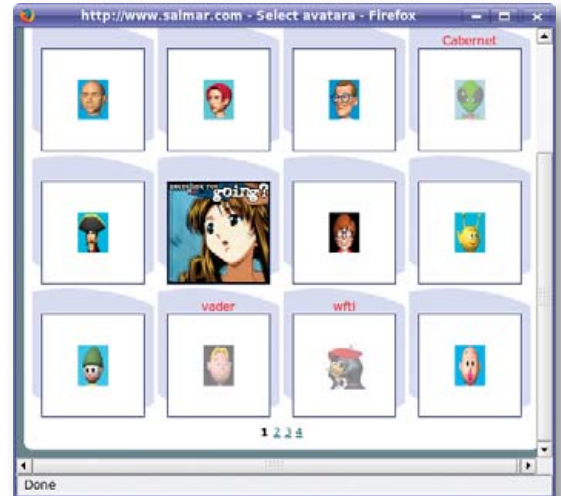 http://www.salmar.com - Select avatara - Firefox
Cabernet
going?
vader
wftl
1 2 3 4
Done